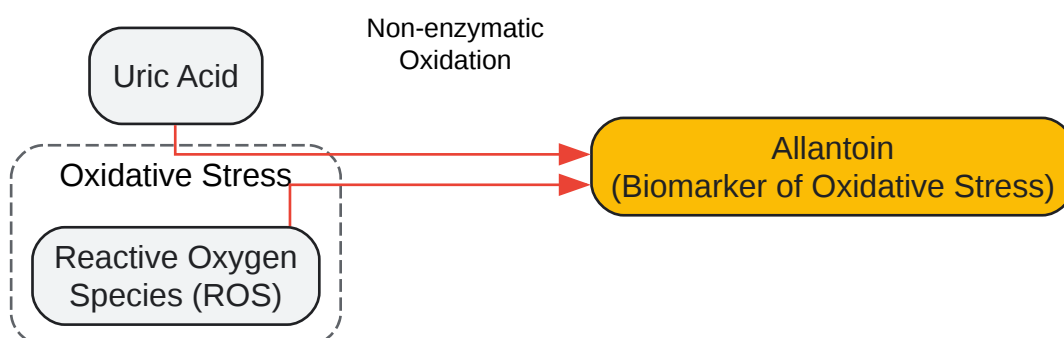 Non-enzymatic
Oxidation
Uric Acid
Oxidative Stress
Reactive Oxygen
Species (ROS)
Allantoin
(Biomarker of Oxidative Stress)